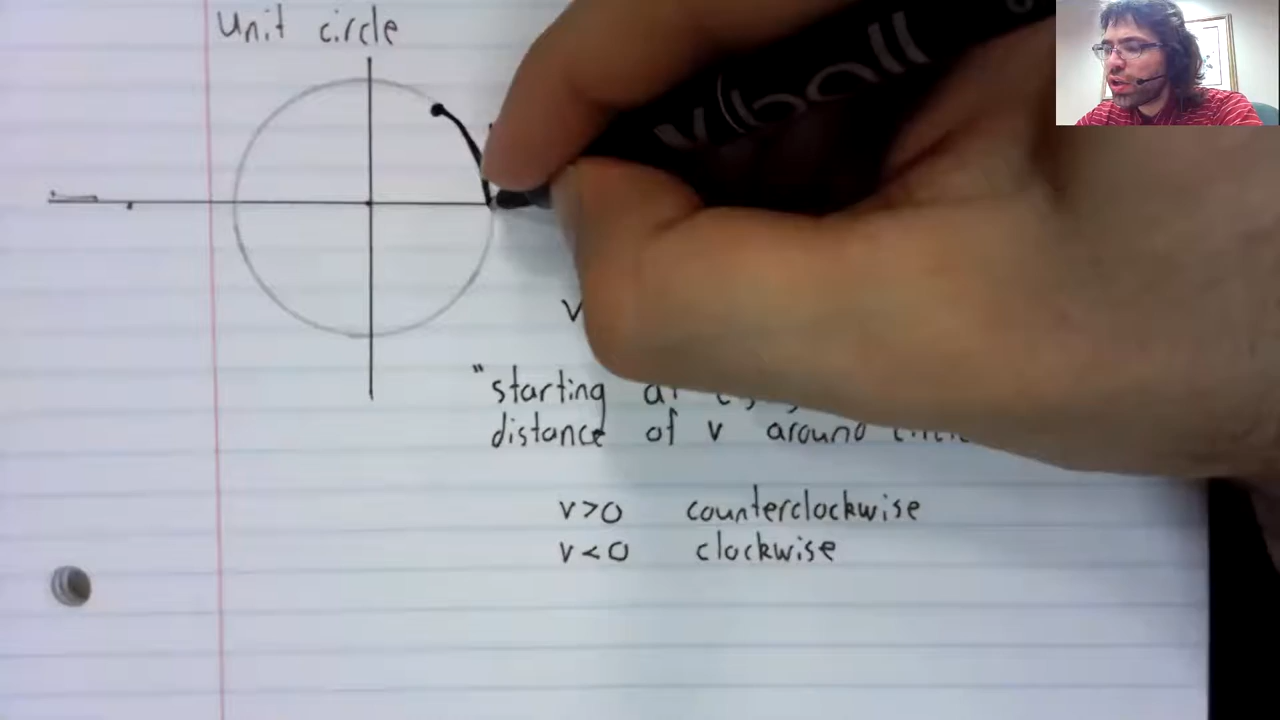 Unit circle
v
"starting at
distance of v around
v>0 counterclockwise
v<0 clockwise